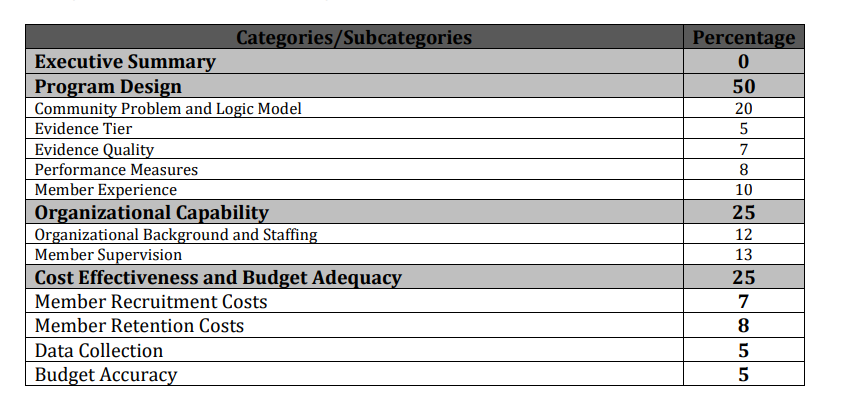 Categories/Subcategories Percentage
Executive Summary 0
Program Design 50
Community Problem and Logic Model 20
Evidence Tier 5
Evidence Quality 7
Performance Measures 8
Member Experience 10
Organizational Capability 25
Organizational Background and Staffing 12
Member Supervision 13
Cost Effectiveness and Budget Adequacy 25
Member Recruitment Costs 7
Member Retention Costs 8
Data Collection 5
Budget Accuracy 5